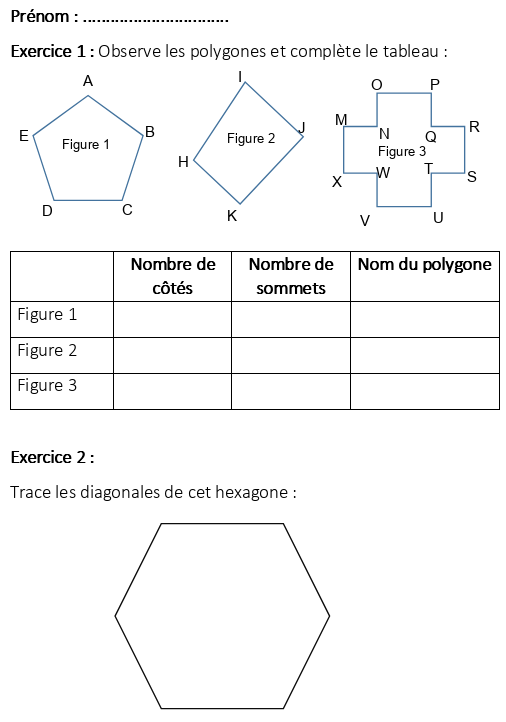 Prénom : ................................
Exercice 1 : Observe les polygones et complète le tableau :
A
B
C
D
E
Figure 1
I
J
H
K
Figure 2
O P
M N Q R
Figure 3
X W T S
V U
Nombre de côtés Nombre de sommets Nom du polygone
Figure 1
Figure 2
Figure 3
Exercice 2 :
Trace les diagonales de cet hexagone :